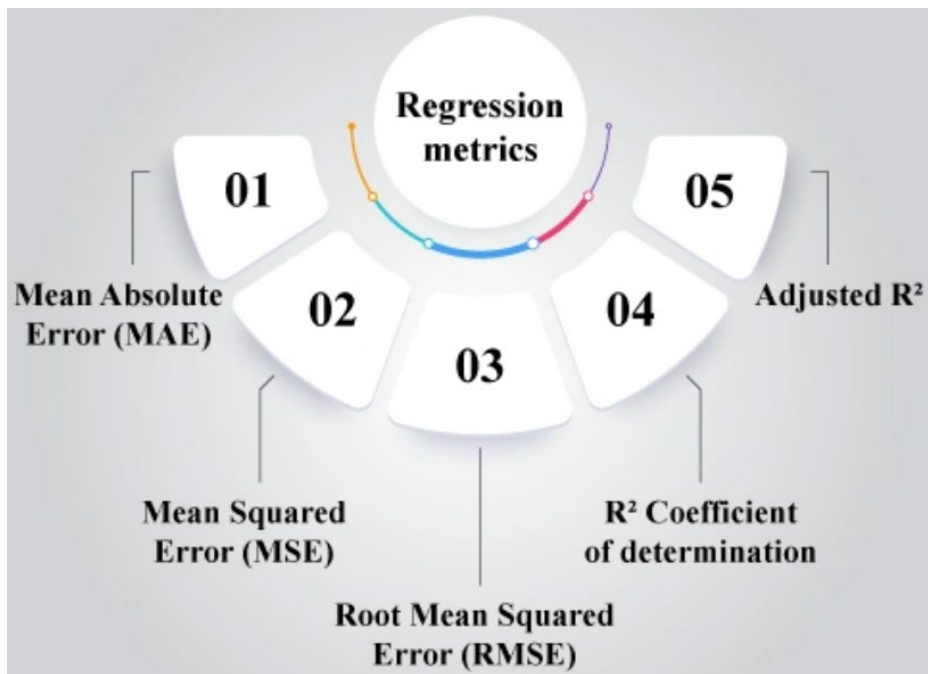 Regression
metrics
01
Mean Absolute
Error (MAE)
02
Mean Squared
Error (MSE)
03
Root Mean Squared
Error (RMSE)
04
R² Coefficient
of determination
05
Adjusted R²